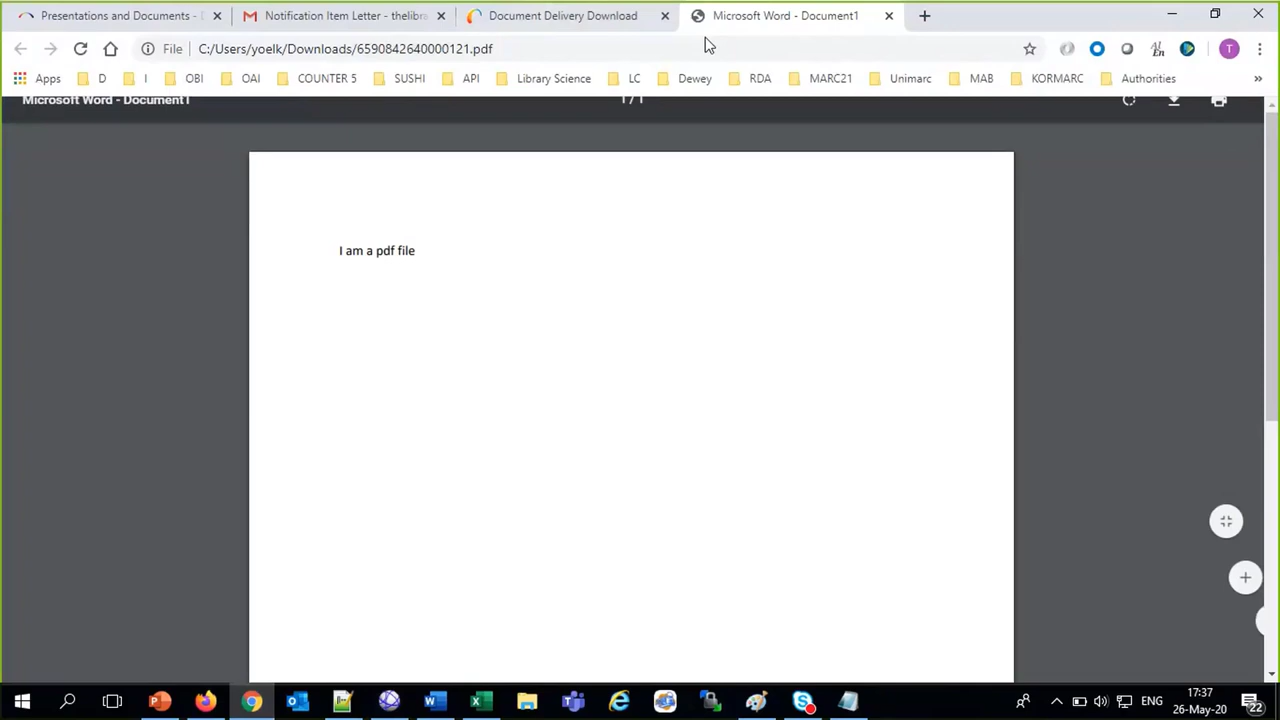 Presentations and Documents - D
Notification Item Letter - thelibra
Document Delivery Download
Microsoft Word - Document1
File
C:/Users/yoelk/Downloads/6590842640000121.pdf
Apps
D
I
OBI
OAI
COUNTER 5
SUSHI
API
Library Science
LC
Dewey
RDA
MARC21
Unimarc
MAB
KORMARC
Authorities
»
Microsoft Word - Document1
1 / 1
I am a pdf file
ENG
17:37
26-May-20
22